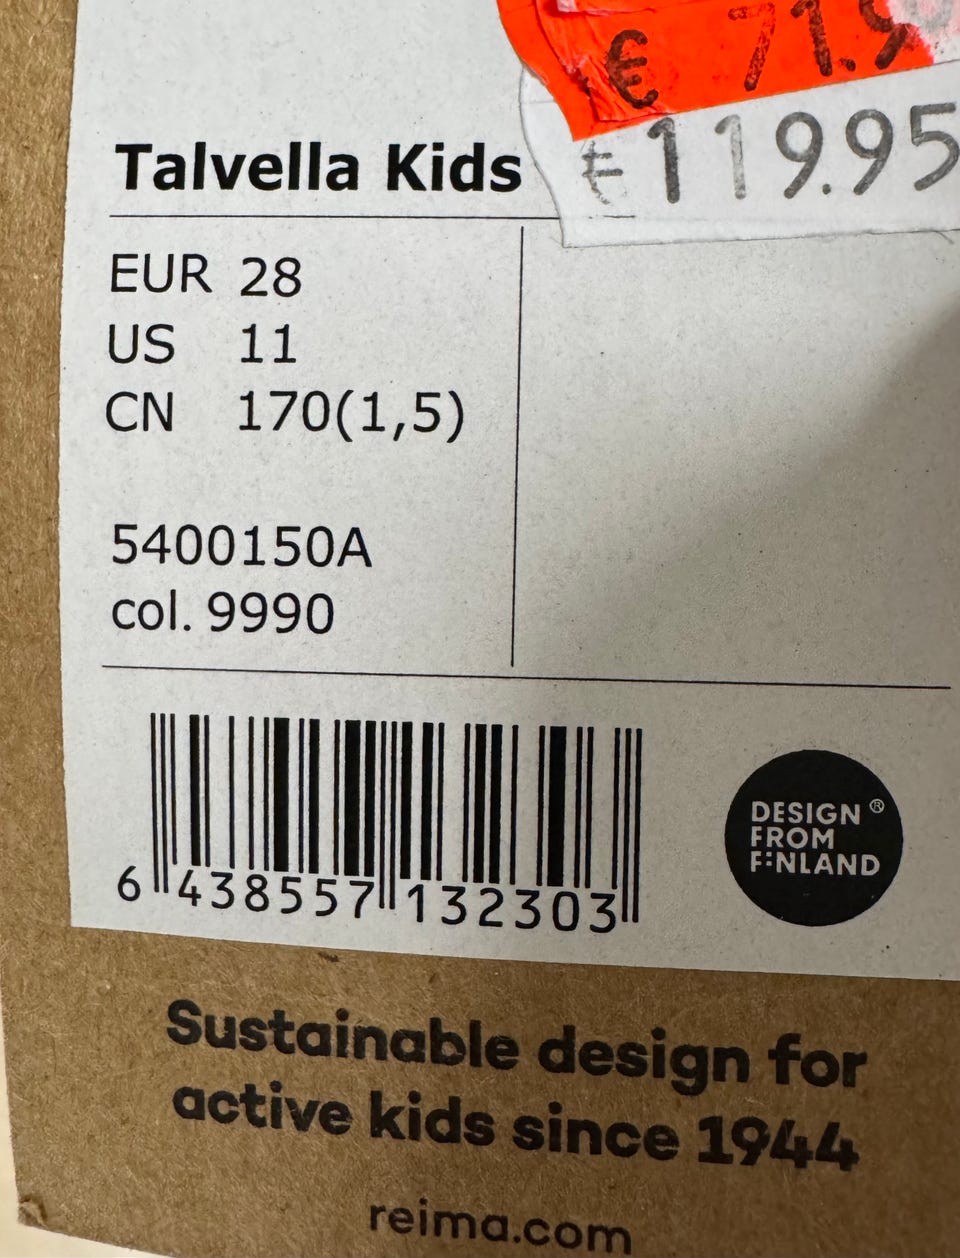 € 71.9
€119.95
Talvella Kids
EUR 28
US 11
CN 170(1,5)
5400150A
col. 9990
6 438557 132303
DESIGN ®
FROM
FINLAND
Sustainable design for
active kids since 1944
reima.com